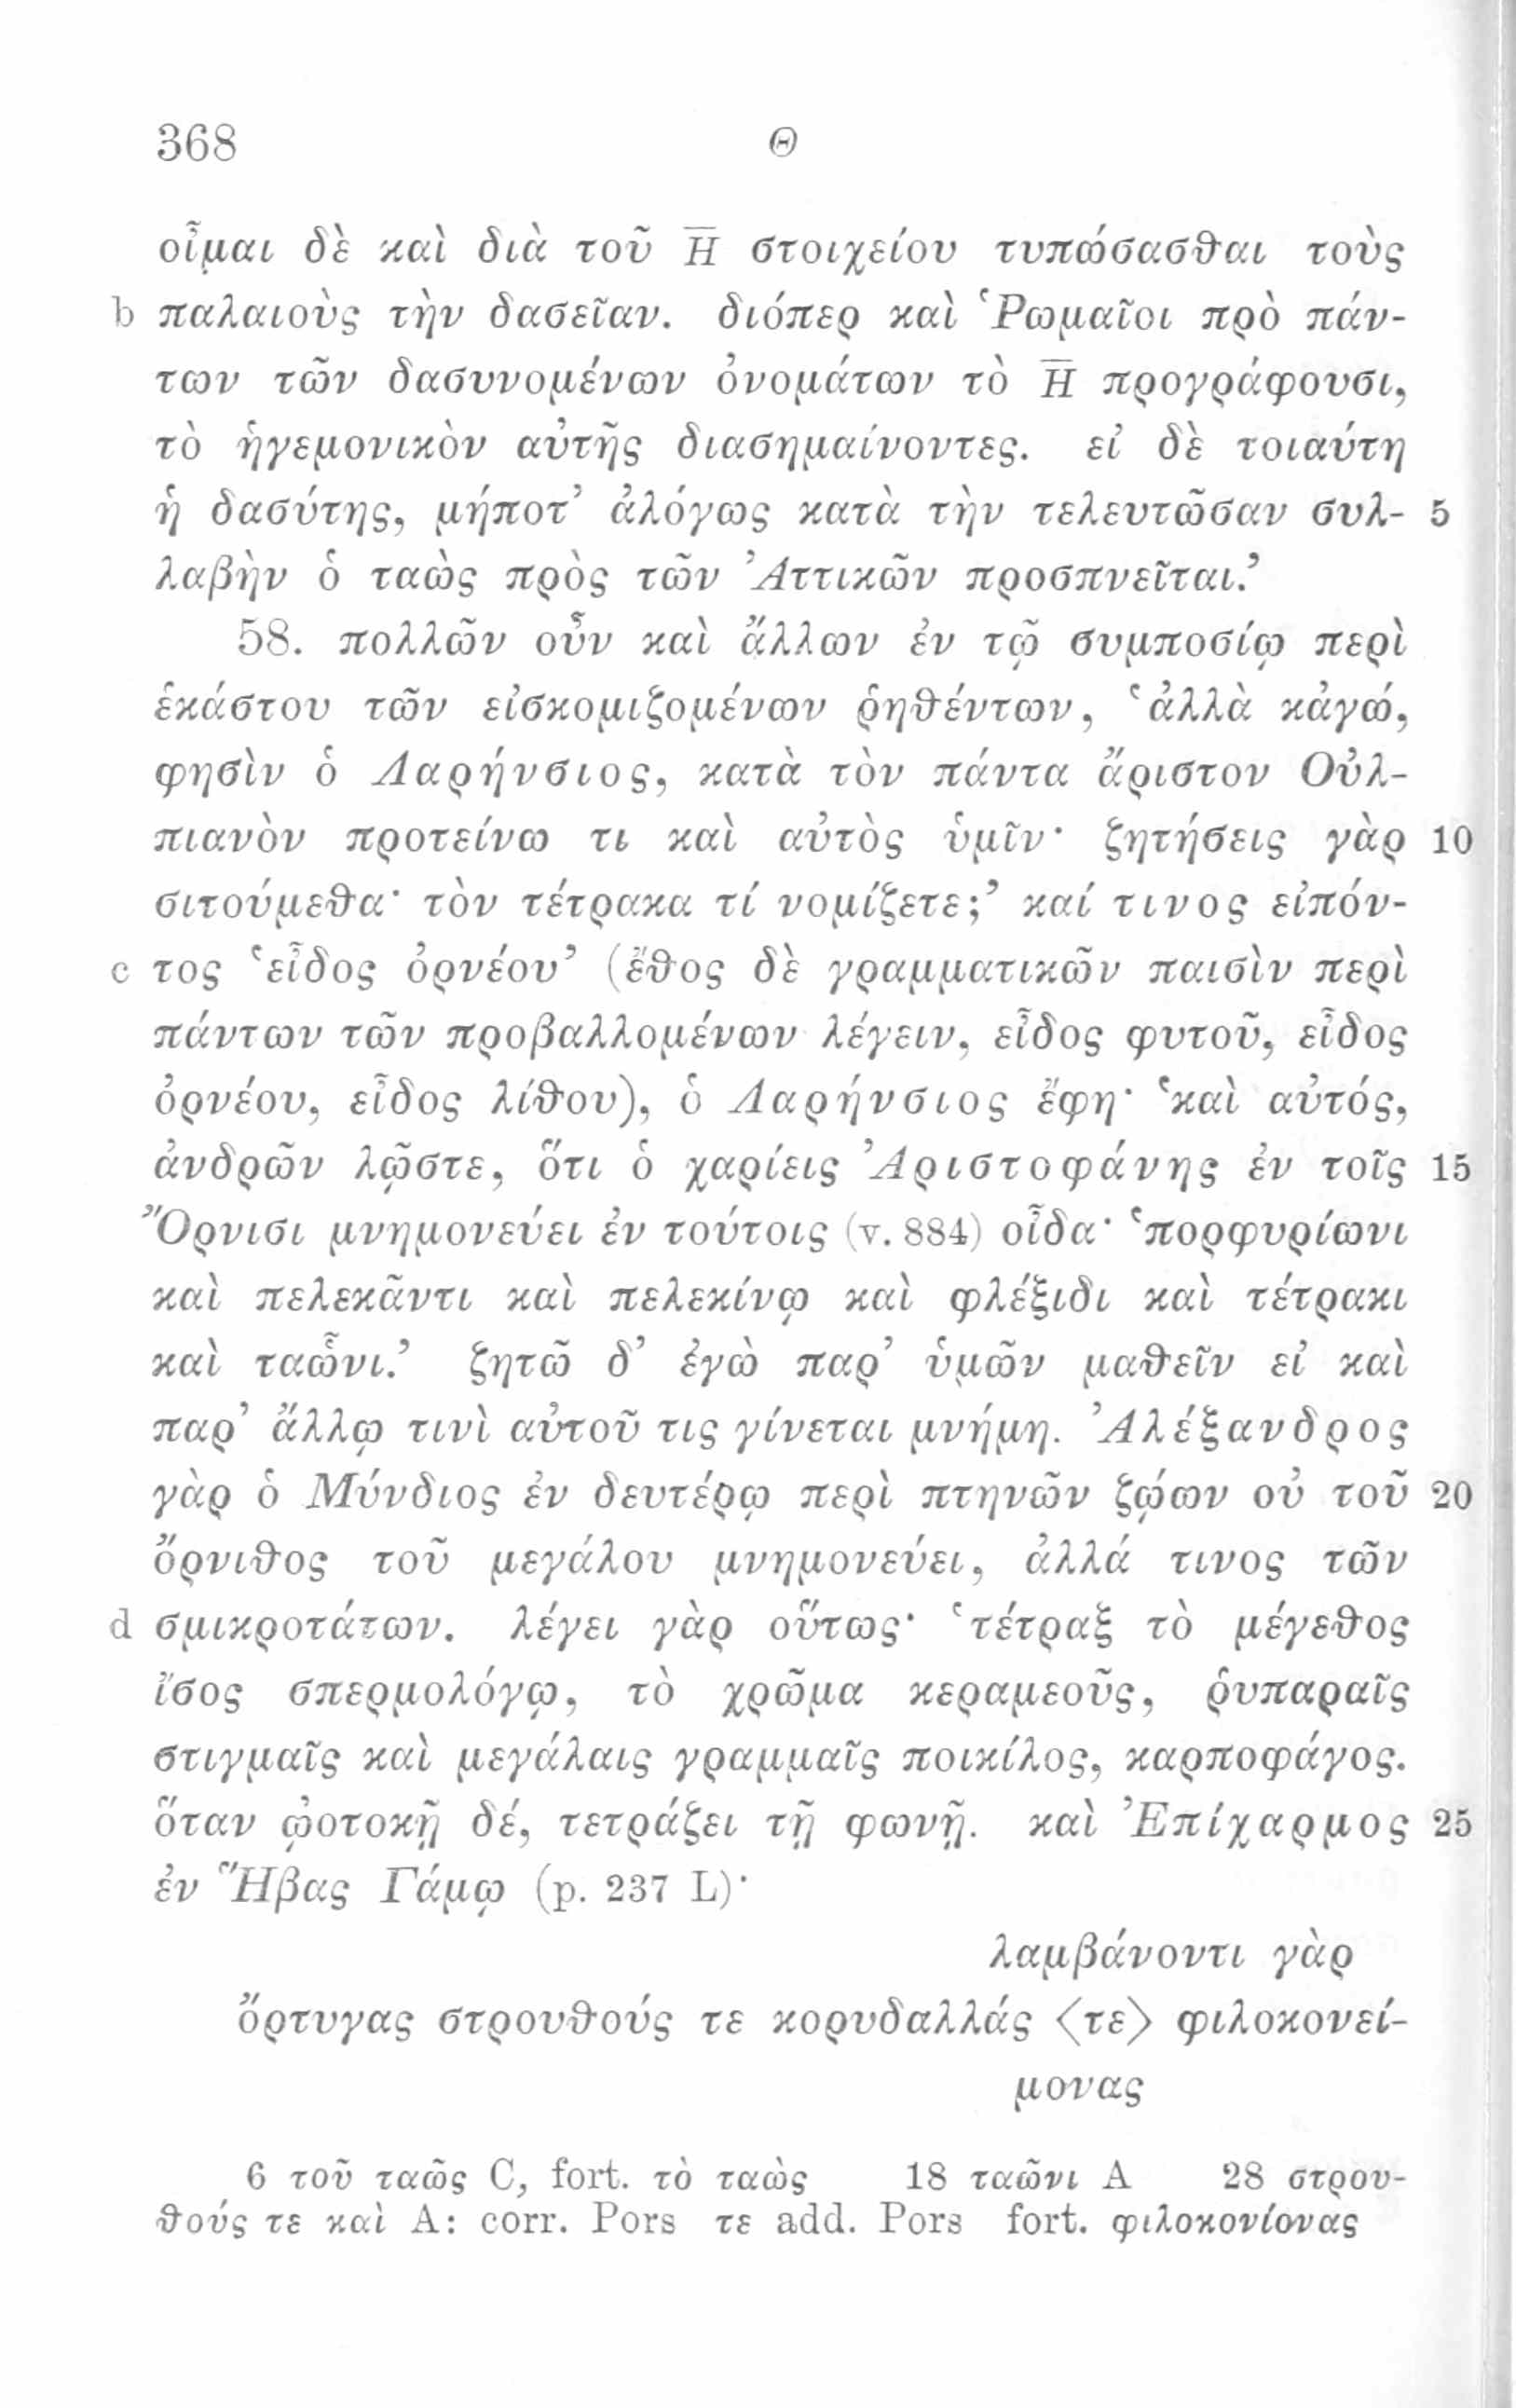 368 Θ
οἶμαι δὲ καὶ διὰ τοῦ H̅ στοιχείου τυπώσασθαι τοὺς
b παλαιοὺς τὴν δασεῖαν. διόπερ καὶ Ῥωμαῖοι πρὸ πάν-
των τῶν δασυνομένων ὀνομάτων τὸ H̅ προγράφουσι,
τὸ ἡγεμονικὸν αὐτῆς διασημαίνοντες. εἰ δὲ τοιαύτη
ἡ δασύτης, μήποτ’ ἀλόγως κατὰ τὴν τελευτῶσαν συλ- 5
λαβὴν ὁ ταὼς πρὸς τῶν Ἀττικῶν προσπνεῖται.’
58. πολλῶν οὖν καὶ ἄλλων ἐν τῷ συμποσίῳ περὶ
ἑκάστου τῶν εἰσκομιζομένων ῥηθέντων, ‘ἀλλὰ κἀγώ,
φησὶν ὁ Λαρήνσιος, κατὰ τὸν πάντα ἄριστον Οὐλ-
πιανὸν προτείνω τι καὶ αὐτὸς ὑμῖν· ζητήσεις γὰρ 10
σιτούμεθα· τὸν τέτρακα τί νομίζετε;’ καί τινος εἰπόν-
c τος ‘εἶδος ὀρνέου’ (ἔθος δὲ γραμματικῶν παισὶν περὶ
πάντων τῶν προβαλλομένων λέγειν, εἶδος φυτοῦ, εἶδος
ὀρνέου, εἶδος λίθου), ὁ Λαρήνσιος ἔφη· ‘καὶ αὐτός,
ἀνδρῶν λῷστε, ὅτι ὁ χαρίεις Ἀριστοφάνης ἐν τοῖς 15
Ὄρνισι μνημονεύει ἐν τούτοις (v. 884) οἶδα· ‘πορφυρίωνι
καὶ πελεκᾶντι καὶ πελεκίνῳ καὶ φλέξιδι καὶ τέτρακι
καὶ ταὧνι.’ ζητῶ δ’ ἐγὼ παρ’ ὑμῶν μαθεῖν εἰ καὶ
παρ’ ἄλλῳ τινὶ αὐτοῦ τις γίνεται μνήμη. Ἀλέξανδρος
γὰρ ὁ Μύνδιος ἐν δευτέρῳ περὶ πτηνῶν ζῴων οὐ τοῦ 20
ὄρνιθος τοῦ μεγάλου μνημονεύει, ἀλλά τινος τῶν
d σμικροτάτων. λέγει γὰρ οὕτως· ‘τέτραξ τὸ μέγεθος
ἴσος σπερμολόγῳ, τὸ χρῶμα κεραμεοῦς, ῥυπαραῖς
στιγμαῖς καὶ μεγάλαις γραμμαῖς ποικίλος, καρποφάγος.
ὅταν ᾠοτοκῇ δέ, τετράζει τῇ φωνῇ. καὶ Ἐπίχαρμος 25
ἐν Ἥβας Γάμῳ (p. 237 L)·
λαμβάνοντι γὰρ
ὄρτυγας στρουθούς τε κορυδαλλάς 〈τε〉 φιλοκονεί-
μονας
6 τοῦ ταῶς C, fort. τὸ ταὼς 18 ταῶνι A 28 στρου-
θούς τε καὶ A: corr. Pors τε add. Pors fort. φιλοκονίονας